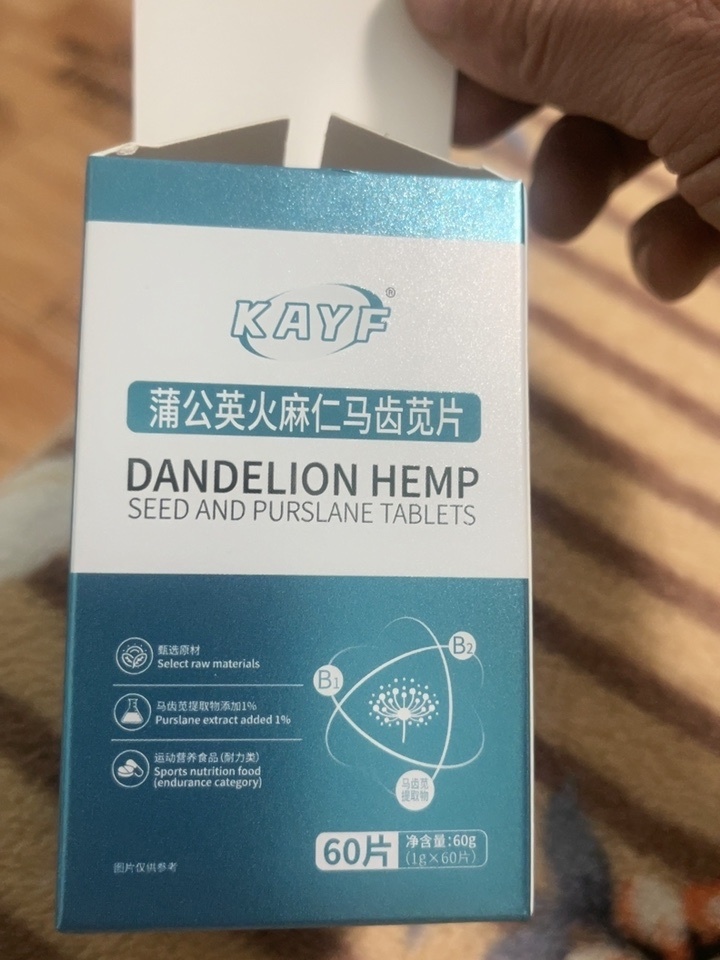 KAYF®
蒲公英火麻仁马齿苋片
DANDELION HEMP
SEED AND PURSLANE TABLETS
甄选原材
Select raw materials
马齿苋提取物添加1%
Purslane extract added 1%
运动营养食品(耐力类)
Sports nutrition food
(endurance category)
B1
B2
马齿苋
提取物
60片
净含量:60g
(1g×60片)
图片仅供参考